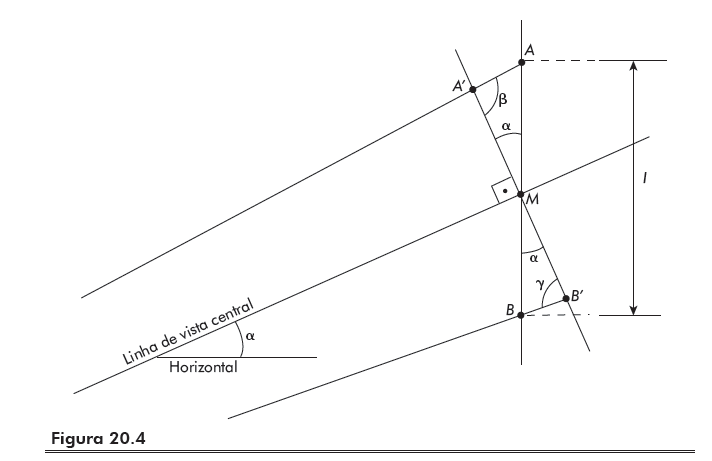 A
A′
β
α
I
M
α
γ
B′
B
Linha de vista central
α
Horizontal
Figura 20.4